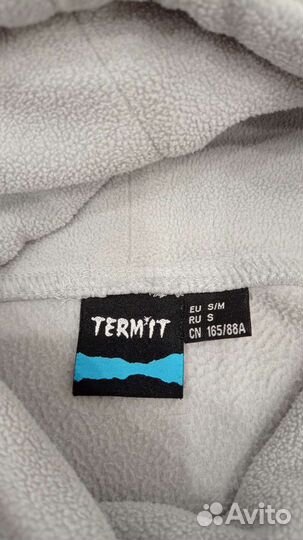 TERMIT
EU S/M
RU S
CN 165/88A
Avito